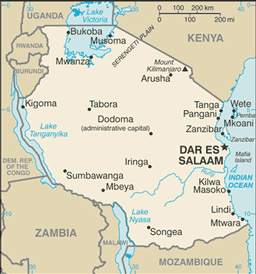 UGANDA
Lake
Victoria
KENYA
0 100 200 km
0 100 200 mi
Bukoba
Musoma
RWANDA
SERENGETI PLAIN
Mount
Kilimanjaro
Mwanza
BURUNDI
Arusha
Kigoma
Tabora
Tanga
Wete
Pangani
Pemba
Mkoani
Dodoma
(administrative capital)
Zanzibar
Lake
Tanganyika
DAR ES
SALAAM
DEM. REP.
OF THE
CONGO
Iringa
Mafia
Island
Sumbawanga
Kilwa
Masoko
INDIAN
OCEAN
Mbeya
Lake
Nyasa
Lindi
Mtwara
ZAMBIA
Songea
MALAWI
MOZAMBIQUE